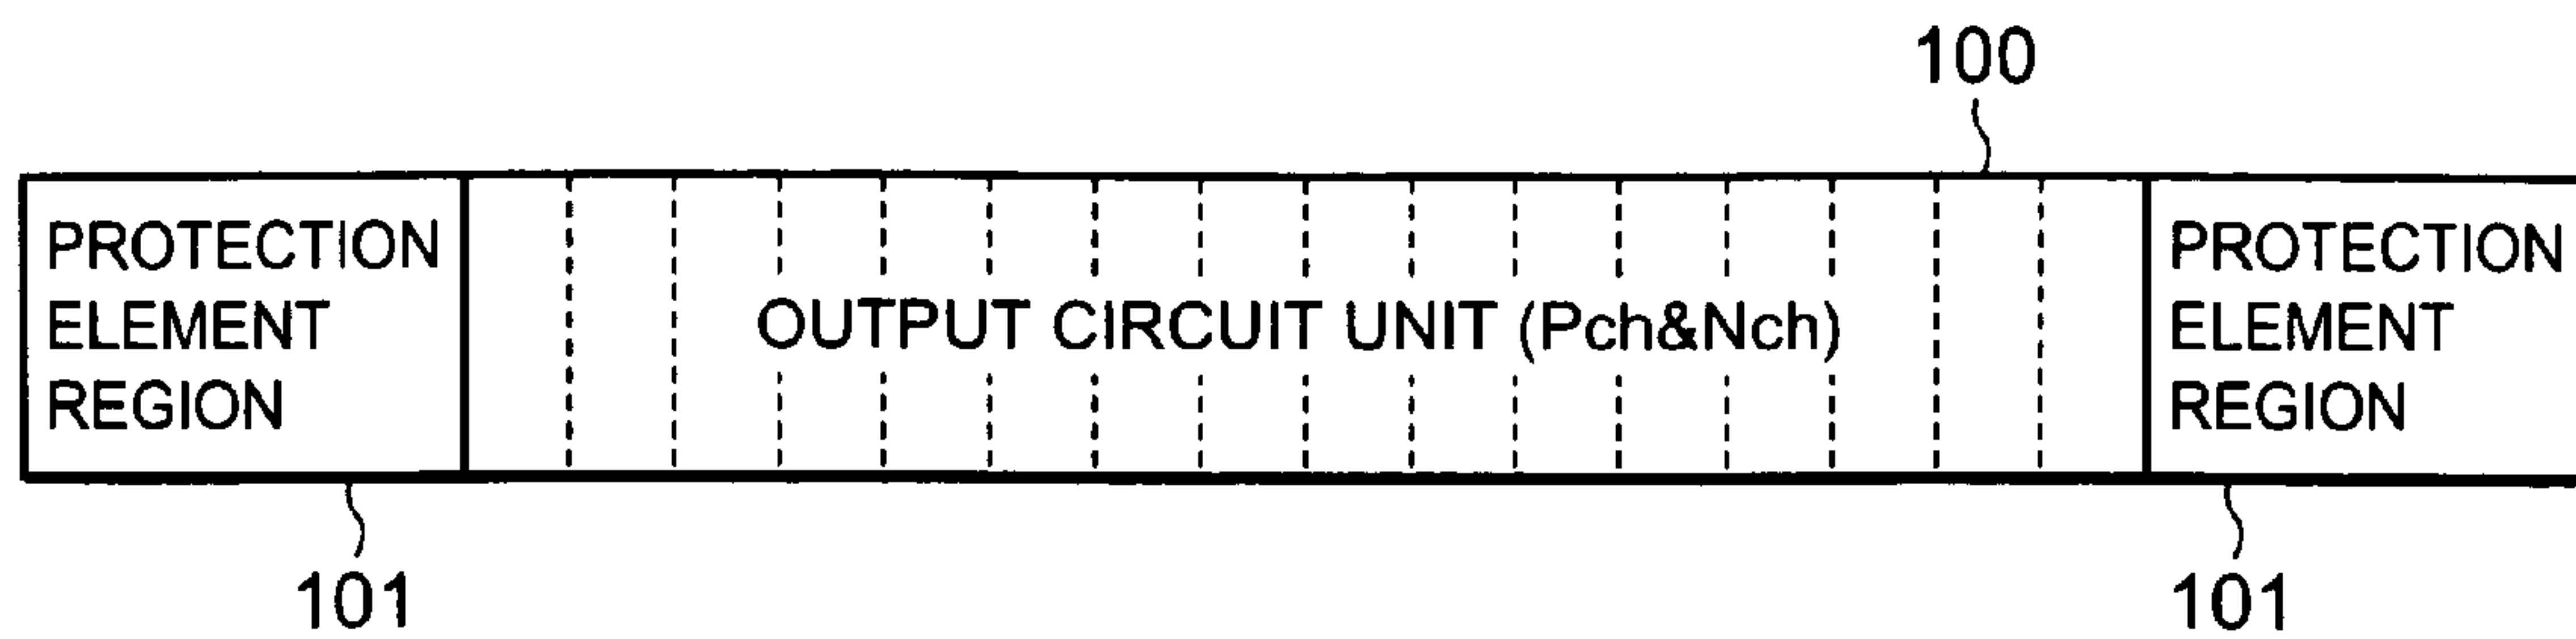 100
PROTECTION
ELEMENT
REGION
OUTPUT CIRCUIT UNIT (Pch&Nch)
PROTECTION
ELEMENT
REGION
101
101